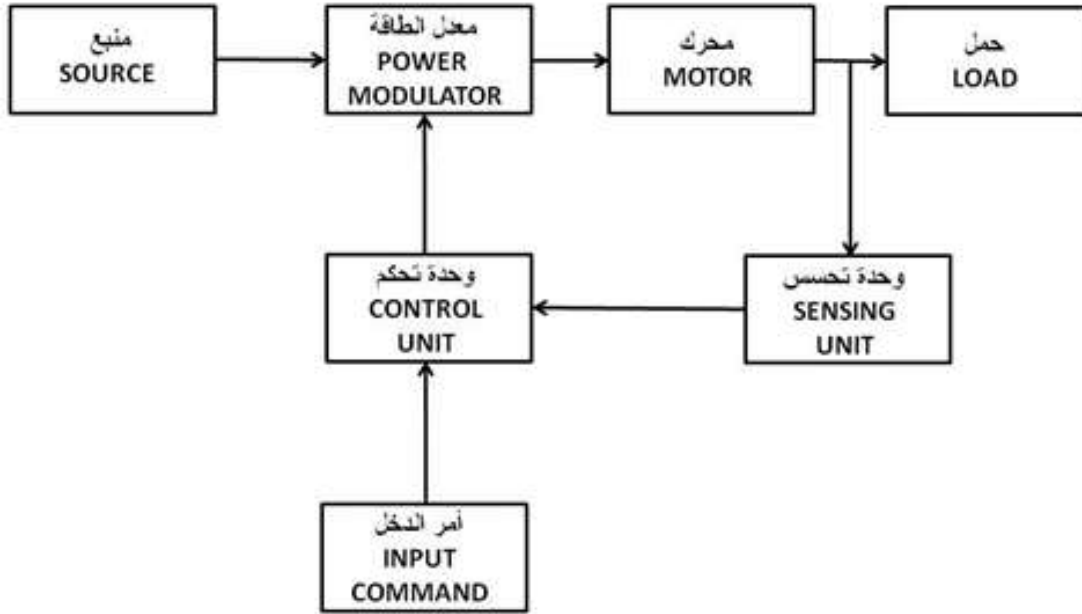 منبع
SOURCE
معدل الطاقة
POWER
MODULATOR
محرك
MOTOR
حمل
LOAD
وحدة تحكم
CONTROL
UNIT
وحدة تحسس
SENSING
UNIT
أمر الدخل
INPUT
COMMAND